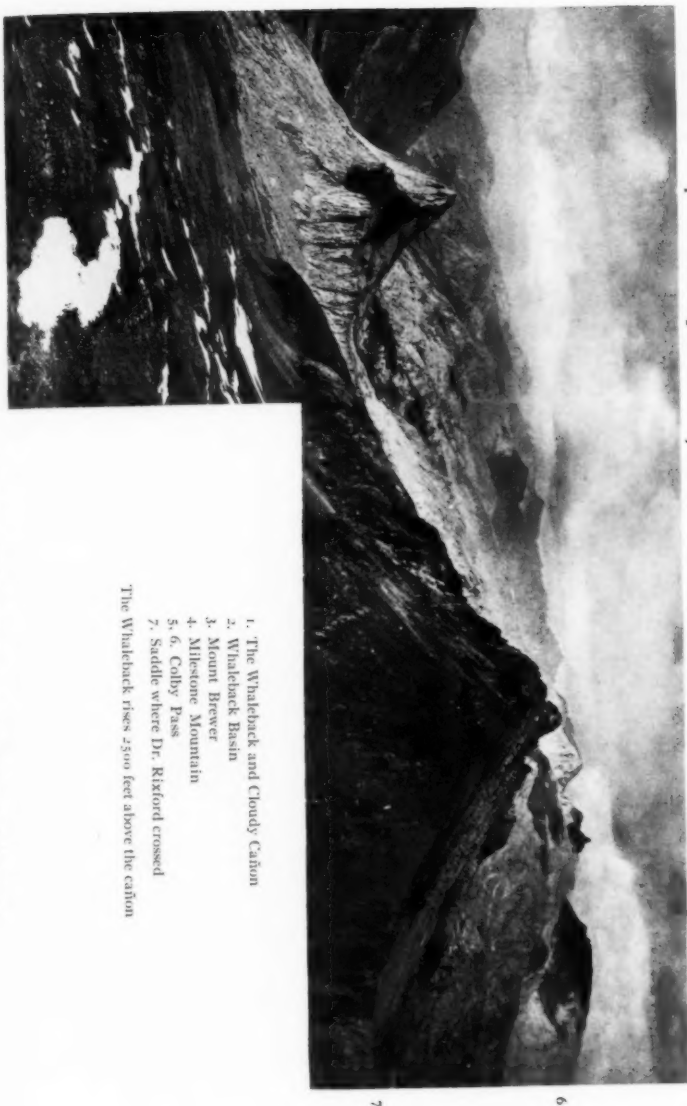 1. The Whaleback and Cloudy Cañon
2. Whaleback Basin
3. Mount Brewer
4. Milestone Mountain
5, 6. Colby Pass
7. Saddle where Dr. Rixford crossed
The Whaleback rises 2500 feet above the cañon
6
7